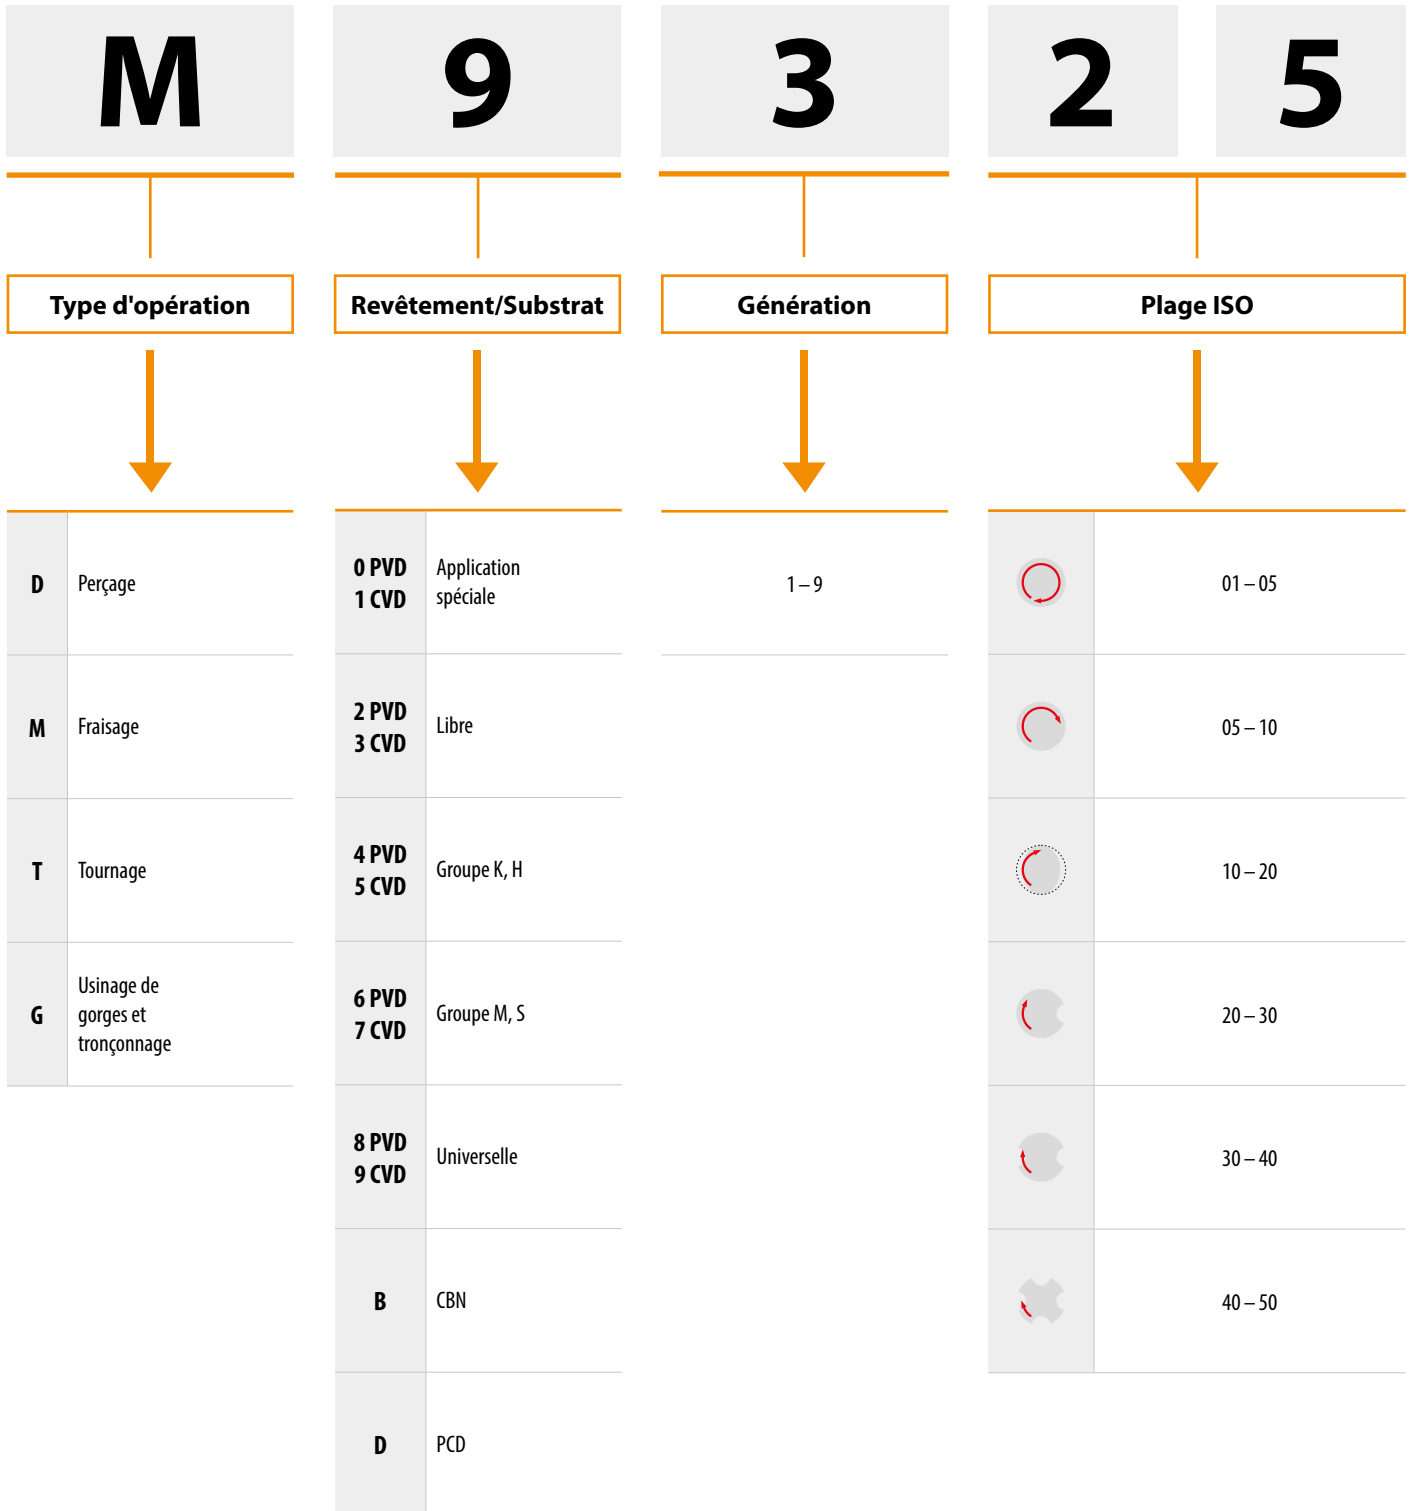 M 9 3 2 5
Type d'opération
Revêtement/Substrat
Génération
Plage ISO
D Perçage
M Fraisage
T Tournage
G Usinage de
gorges et
tronçonnage
0 PVD
1 CVD
Application
spéciale
2 PVD
3 CVD
Libre
4 PVD
5 CVD
Groupe K, H
6 PVD
7 CVD
Groupe M, S
8 PVD
9 CVD
Universelle
B CBN
D PCD
1 – 9
01 – 05
05 – 10
10 – 20
20 – 30
30 – 40
40 – 50